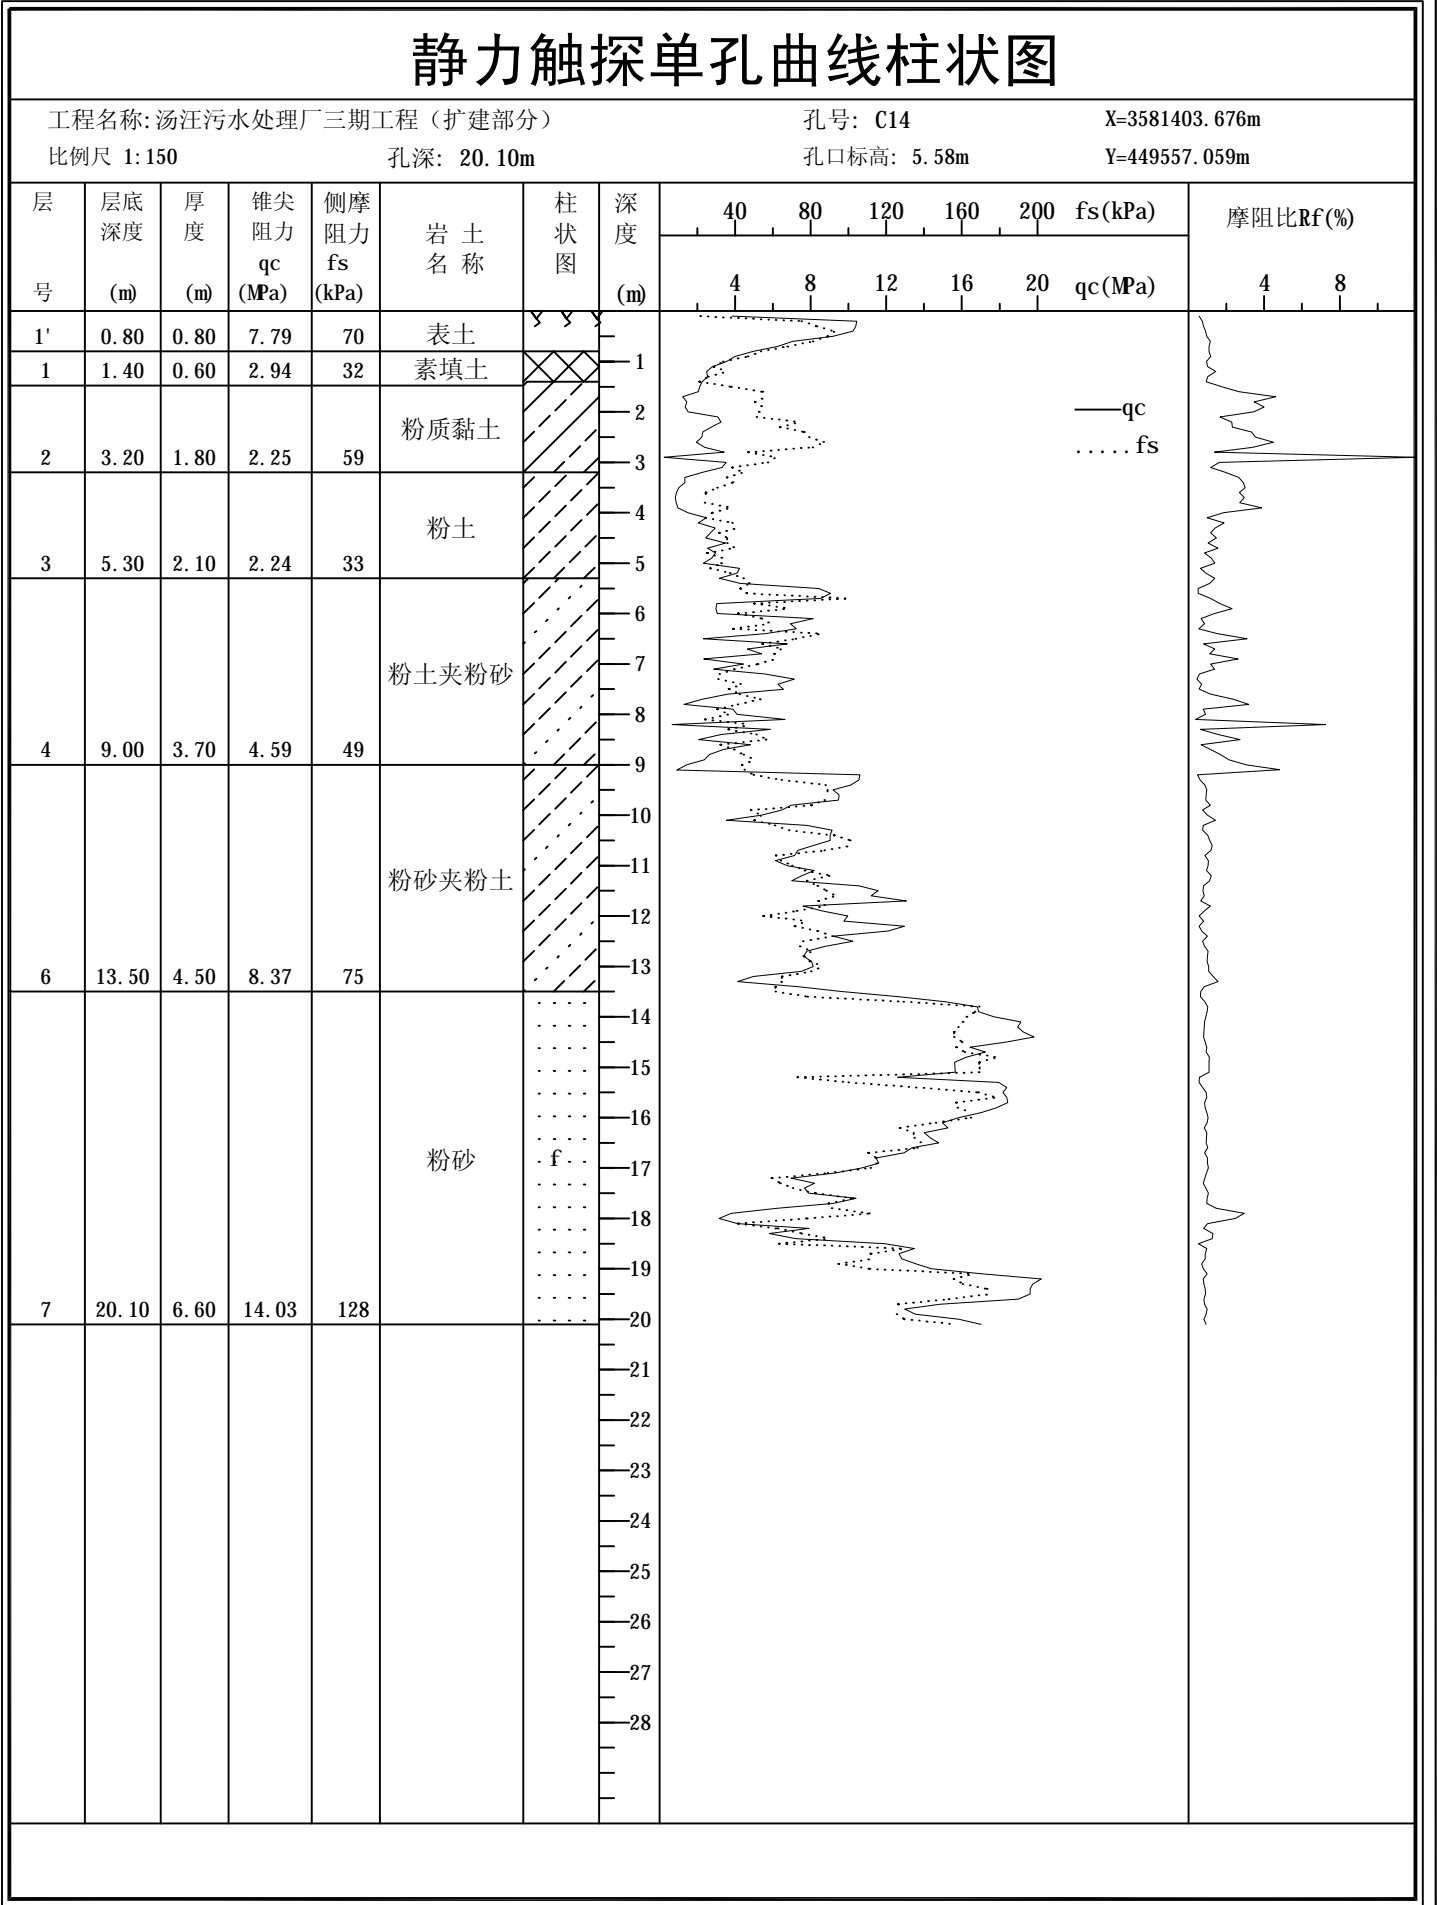 静力触探单孔曲线柱状图
工程名称:汤汪污水处理厂三期工程（扩建部分） 孔号: C14 X=3581403.676m
比例尺 1:150 孔深: 20.10m 孔口标高: 5.58m Y=449557.059m
层号 层底深度(m) 厚度(m) 锥尖阻力qc(MPa) 侧摩阻力fs(kPa) 岩土名称 柱状图 深度(m)
40 80 120 160 200 fs(kPa)
4 8 12 16 20 qc(MPa)
摩阻比Rf(%)
4 8
1' 0.80 0.80 7.79 70 表土
1 1.40 0.60 2.94 32 素填土
2 3.20 1.80 2.25 59 粉质黏土
3 5.30 2.10 2.24 33 粉土
4 9.00 3.70 4.59 49 粉土夹粉砂
6 13.50 4.50 8.37 75 粉砂夹粉土
7 20.10 6.60 14.03 128 粉砂
f
1
2
3
4
5
6
7
8
9
10
11
12
13
14
15
16
17
18
19
20
21
22
23
24
25
26
27
28
qc
fs